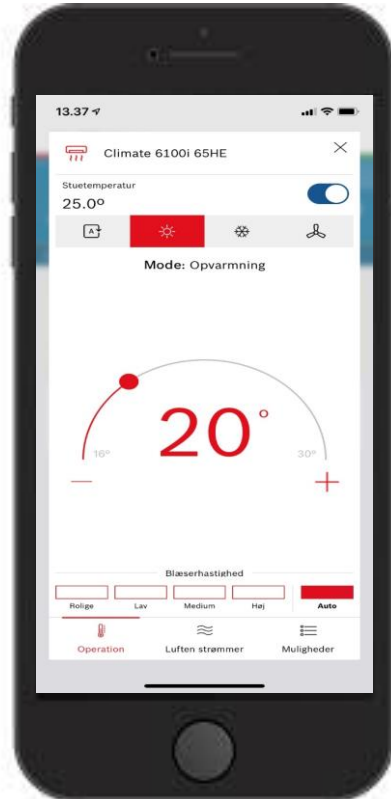 13.37
Climate 6100i 65HE
Stuetemperatur
25.0º
A
Mode: Opvarmning
20°
16° 30°
Blæserhastighed
Rolige Lav Medium Høj Auto
Operation Luften strømmer Muligheder